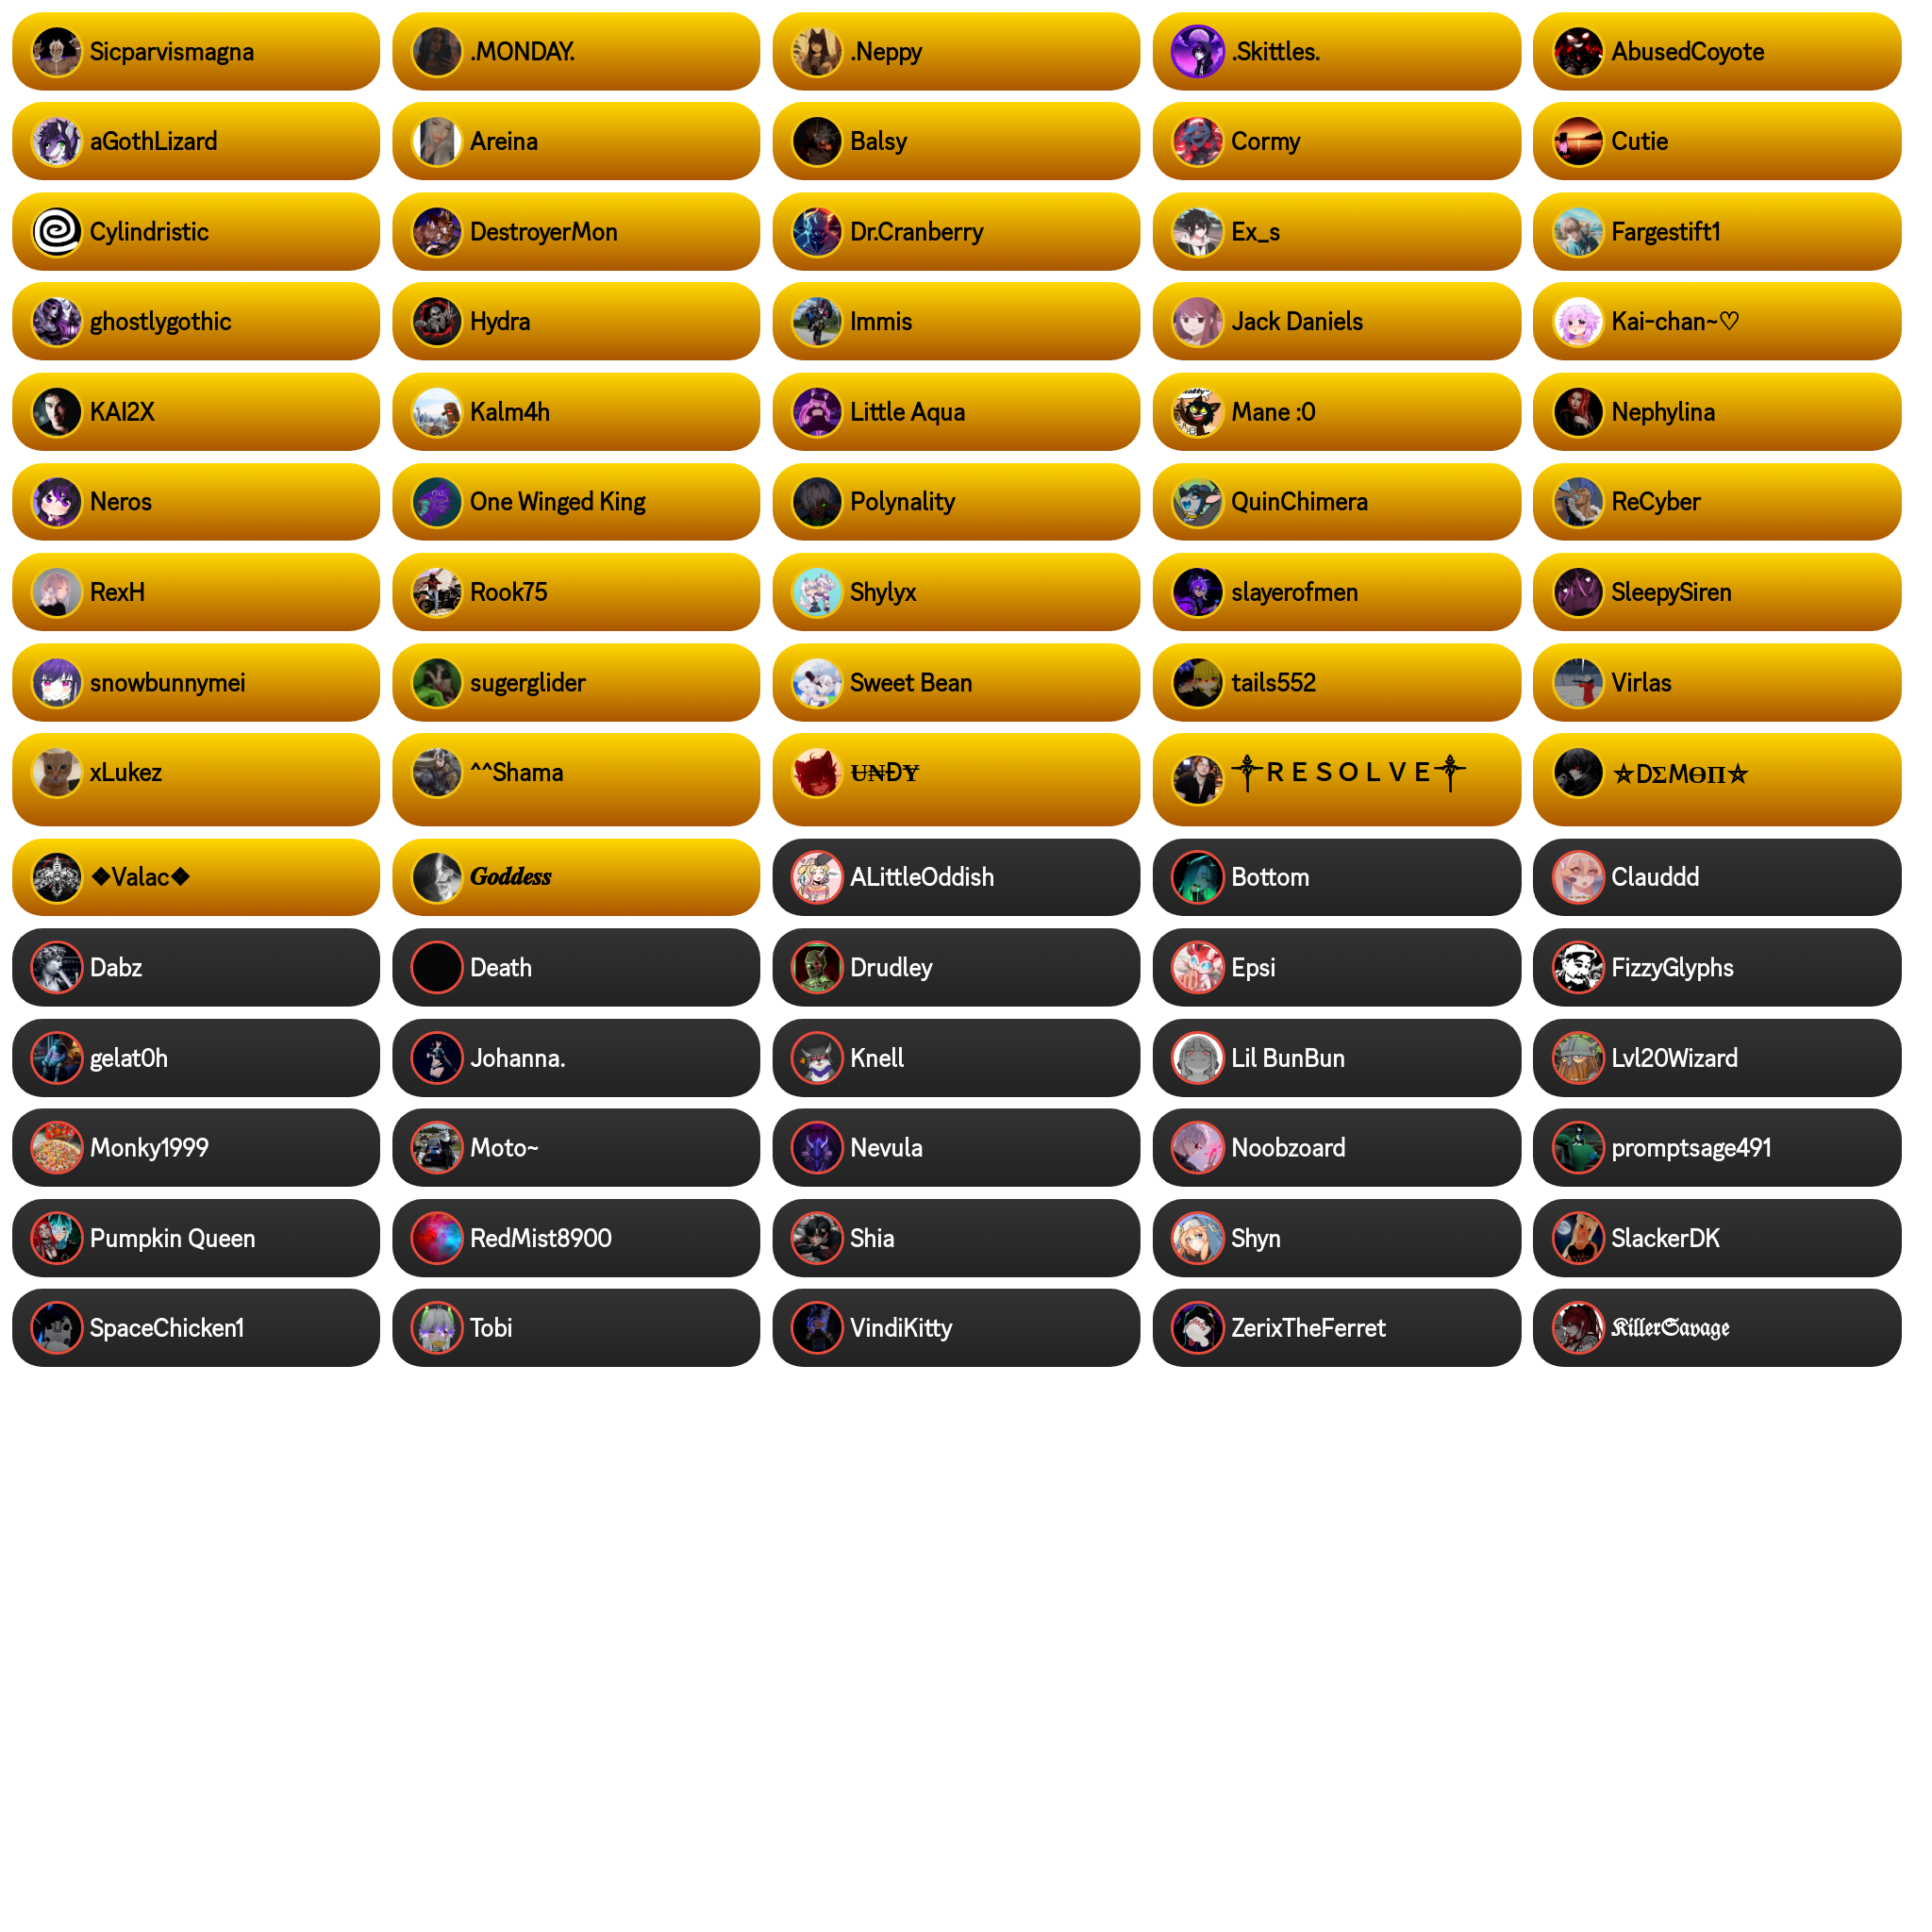 Sicparvismagna
.MONDAY.
.Neppy
.Skittles.
AbusedCoyote
aGothLizard
Areina
Balsy
Cormy
Cutie
Cylindristic
DestroyerMon
Dr.Cranberry
Ex_s
Fargestift1
ghostlygothic
Hydra
Immis
Jack Daniels
Kai-chan~♡
KAI2X
Kalm4h
Little Aqua
Mane :0
Nephylina
Neros
One Winged King
Polynality
QuinChimera
ReCyber
RexH
Rook75
Shylyx
slayerofmen
SleepySiren
snowbunnymei
sugerglider
Sweet Bean
tails552
Virlas
xLukez
^^Shama
Ʉ₦ĐɎ
༒ＲＥＳＯＬＶＥ༒
⛥DΣMӨП⛥
❖Valac❖
𝑮𝒐𝒅𝒅𝒆𝒔𝒔
ALittleOddish
Bottom
Clauddd
Dabz
Death
Drudley
Epsi
FizzyGlyphs
gelat0h
Johanna.
Knell
Lil BunBun
Lvl20Wizard
Monky1999
Moto~
Nevula
Noobzoard
promptsage491
Pumpkin Queen
RedMist8900
Shia
Shyn
SlackerDK
SpaceChicken1
Tobi
VindiKitty
ZerixTheFerret
𝕶𝖎𝖑𝖑𝖊𝖗𝕾𝖆𝖛𝖆𝖌𝖊